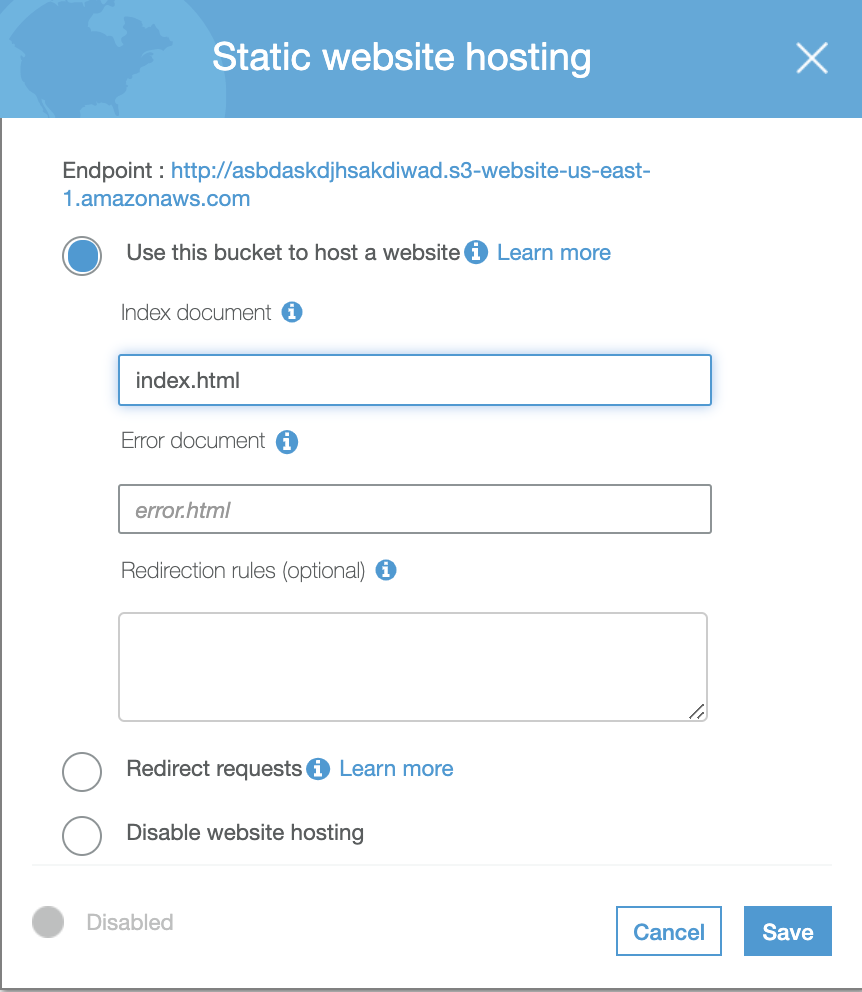 Static website hosting
Endpoint : http://asbdaskdjhsakdiwad.s3-website-us-east-
1.amazonaws.com
Use this bucket to host a website Learn more
Index document
index.html
Error document
error.html
Redirection rules (optional)
Redirect requests Learn more
Disable website hosting
Disabled
Cancel
Save